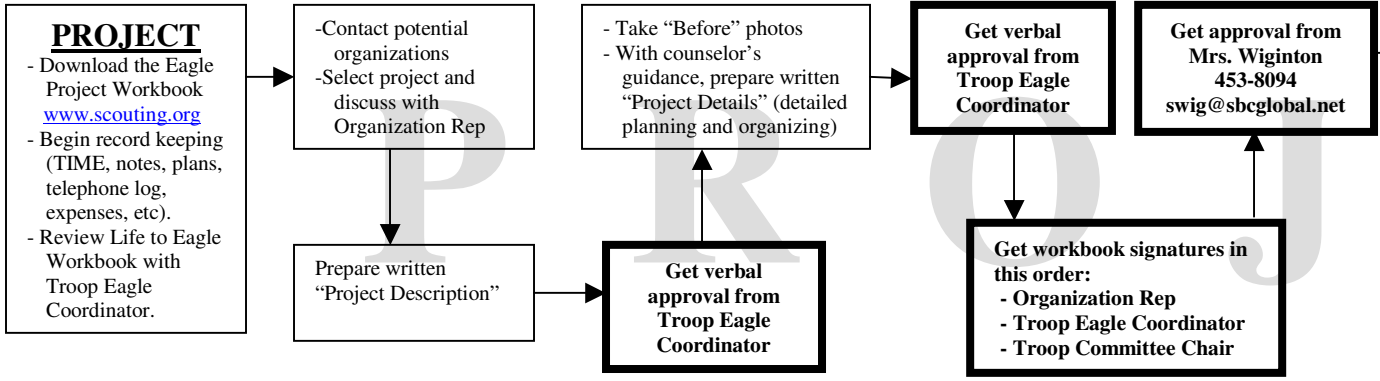 PROJECT
- Download the Eagle
Project Workbook
www.scouting.org
- Begin record keeping
(TIME, notes, plans,
telephone log,
expenses, etc).
- Review Life to Eagle
Workbook with
Troop Eagle
Coordinator.
-Contact potential
organizations
-Select project and
discuss with
Organization Rep
Prepare written
“Project Description”
Get verbal
approval from
Troop Eagle
Coordinator
- Take “Before” photos
- With counselor’s
guidance, prepare written
“Project Details” (detailed
planning and organizing)
Get verbal
approval from
Troop Eagle
Coordinator
Get workbook signatures in
this order:
- Organization Rep
- Troop Eagle Coordinator
- Troop Committee Chair
Get approval from
Mrs. Wiginton
453-8094
swig@sbcglobal.net
P R O J